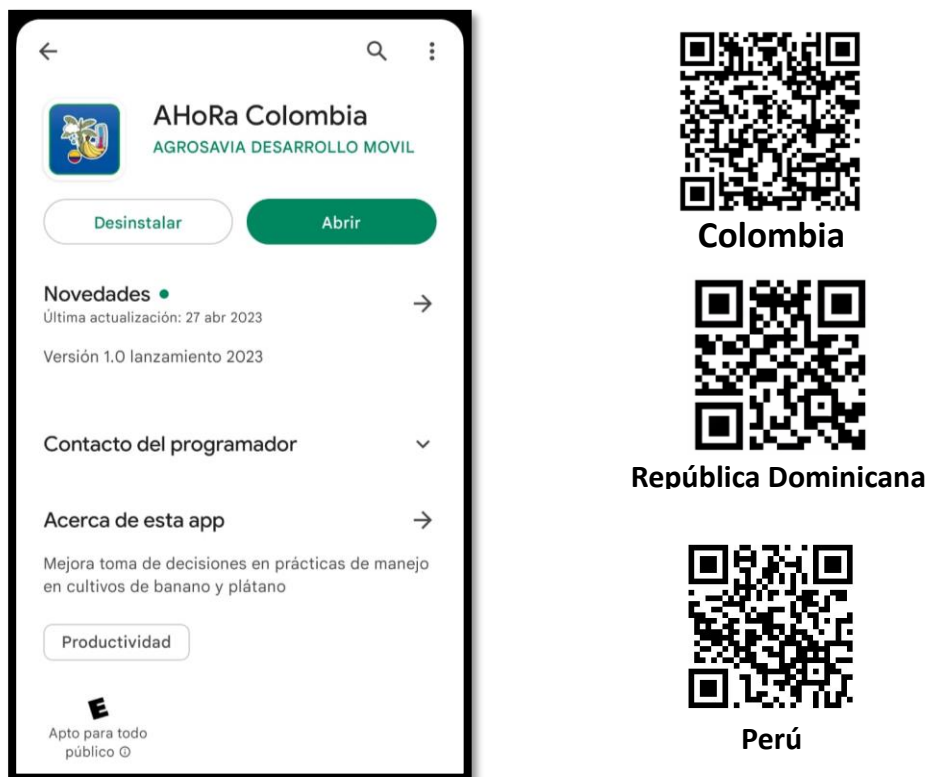 AHoRa Colombia
AGROSAVIA DESARROLLO MOVIL
Desinstalar
Abrir
Novedades
Última actualización: 27 abr 2023
Versión 1.0 lanzamiento 2023
Contacto del programador
Acerca de esta app
Mejora toma de decisiones en prácticas de manejo
en cultivos de banano y plátano
Productividad
E
Apto para todo
público
Colombia
República Dominicana
Perú